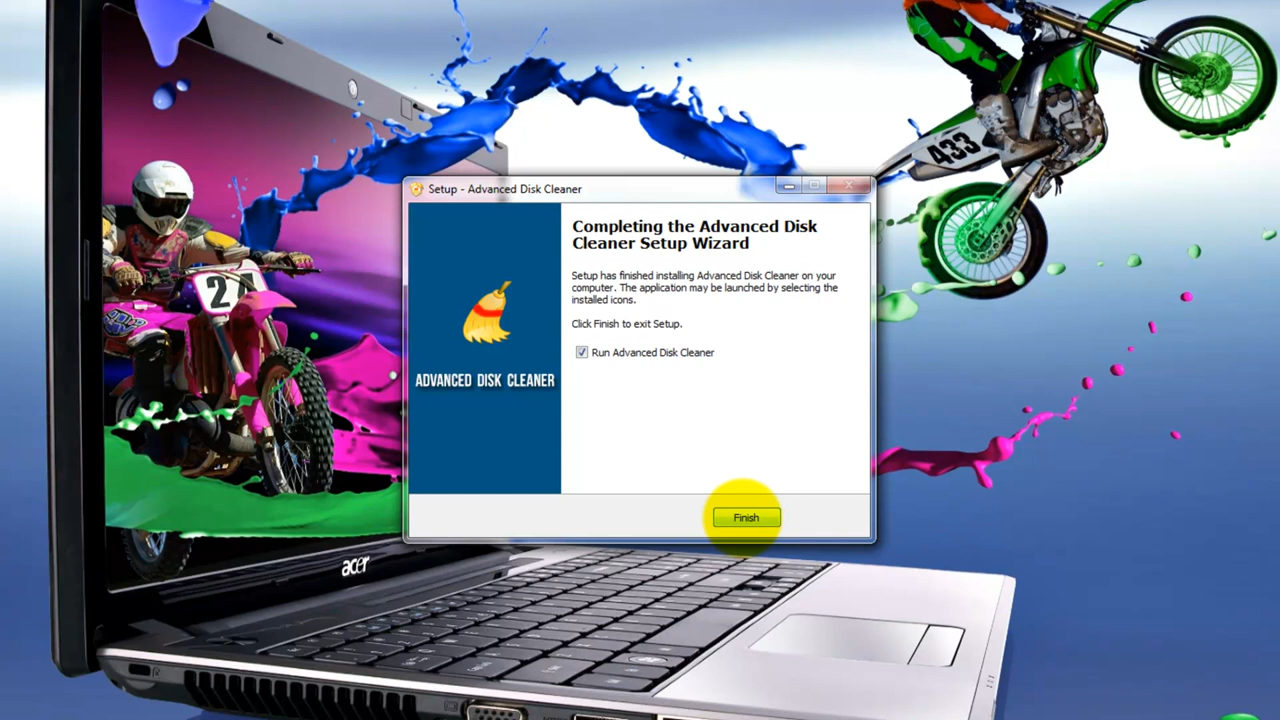 433
Setup - Advanced Disk Cleaner
Completing the Advanced Disk
Cleaner Setup Wizard
Setup has finished installing Advanced Disk Cleaner on your
computer. The application may be launched by selecting the
installed icons.
Click Finish to exit Setup.
Run Advanced Disk Cleaner
ADVANCED DISK CLEANER
Finish
acer